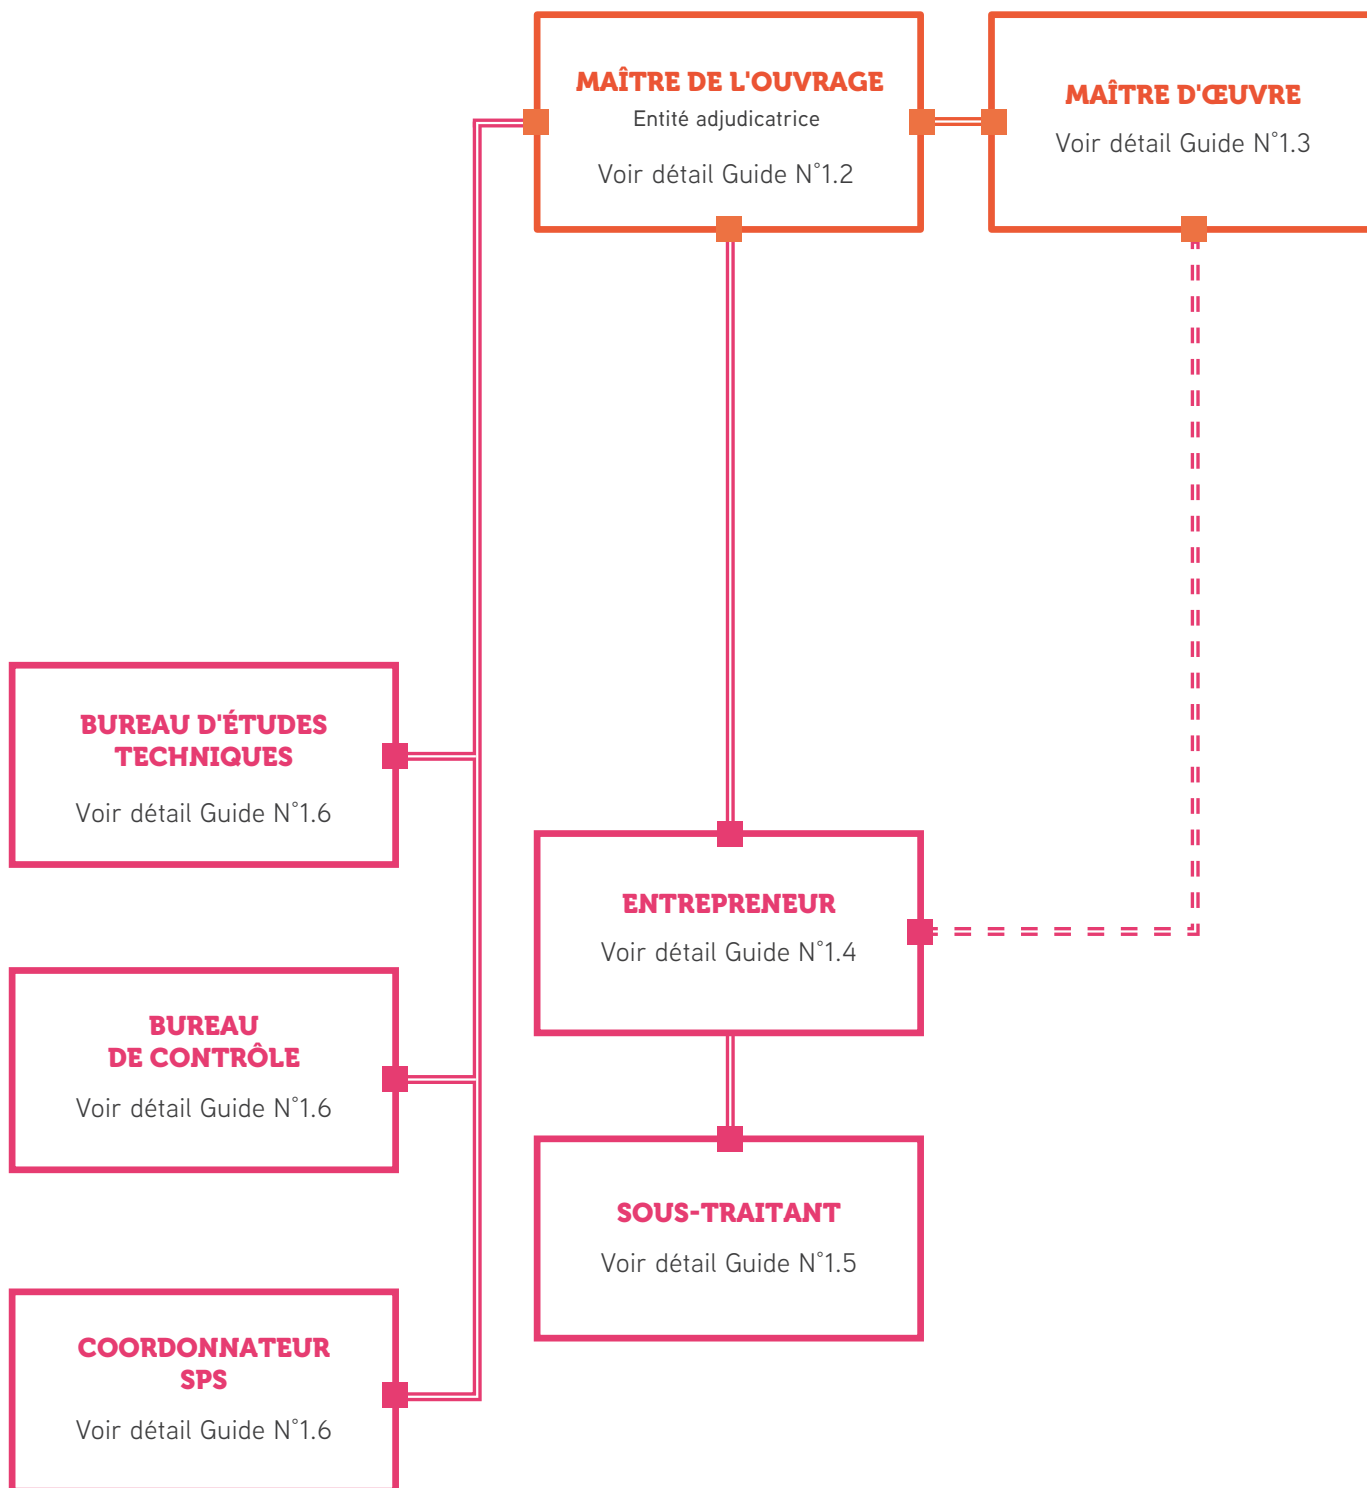 MAÎTRE DE L'OUVRAGE
Entité adjudicatrice
Voir détail Guide N°1.2
MAÎTRE D'ŒUVRE
Voir détail Guide N°1.3
BUREAU D'ÉTUDES
TECHNIQUES
Voir détail Guide N°1.6
ENTREPRENEUR
Voir détail Guide N°1.4
BUREAU
DE CONTRÔLE
Voir détail Guide N°1.6
SOUS-TRAITANT
Voir détail Guide N°1.5
COORDONNATEUR
SPS
Voir détail Guide N°1.6